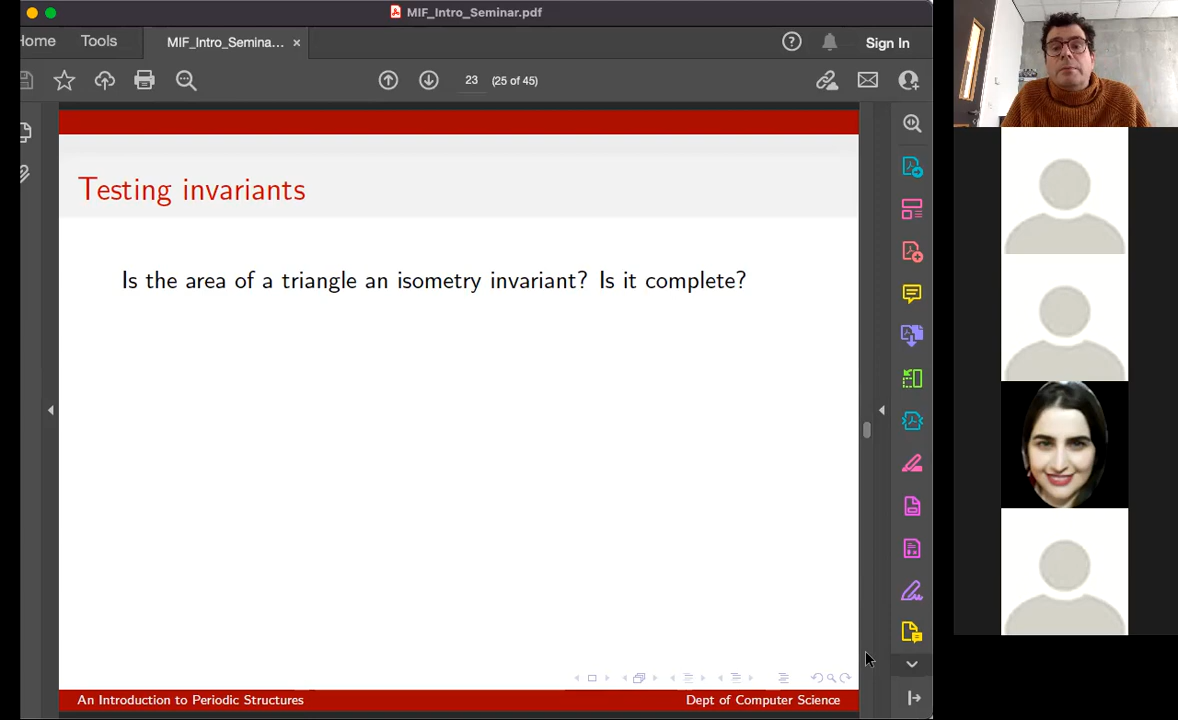 MIF_Intro_Seminar.pdf
Home
Tools
MIF_Intro_Semina... ×
Sign In
23 (25 of 45)
Testing invariants
Is the area of a triangle an isometry invariant? Is it complete?
An Introduction to Periodic Structures
Dept of Computer Science